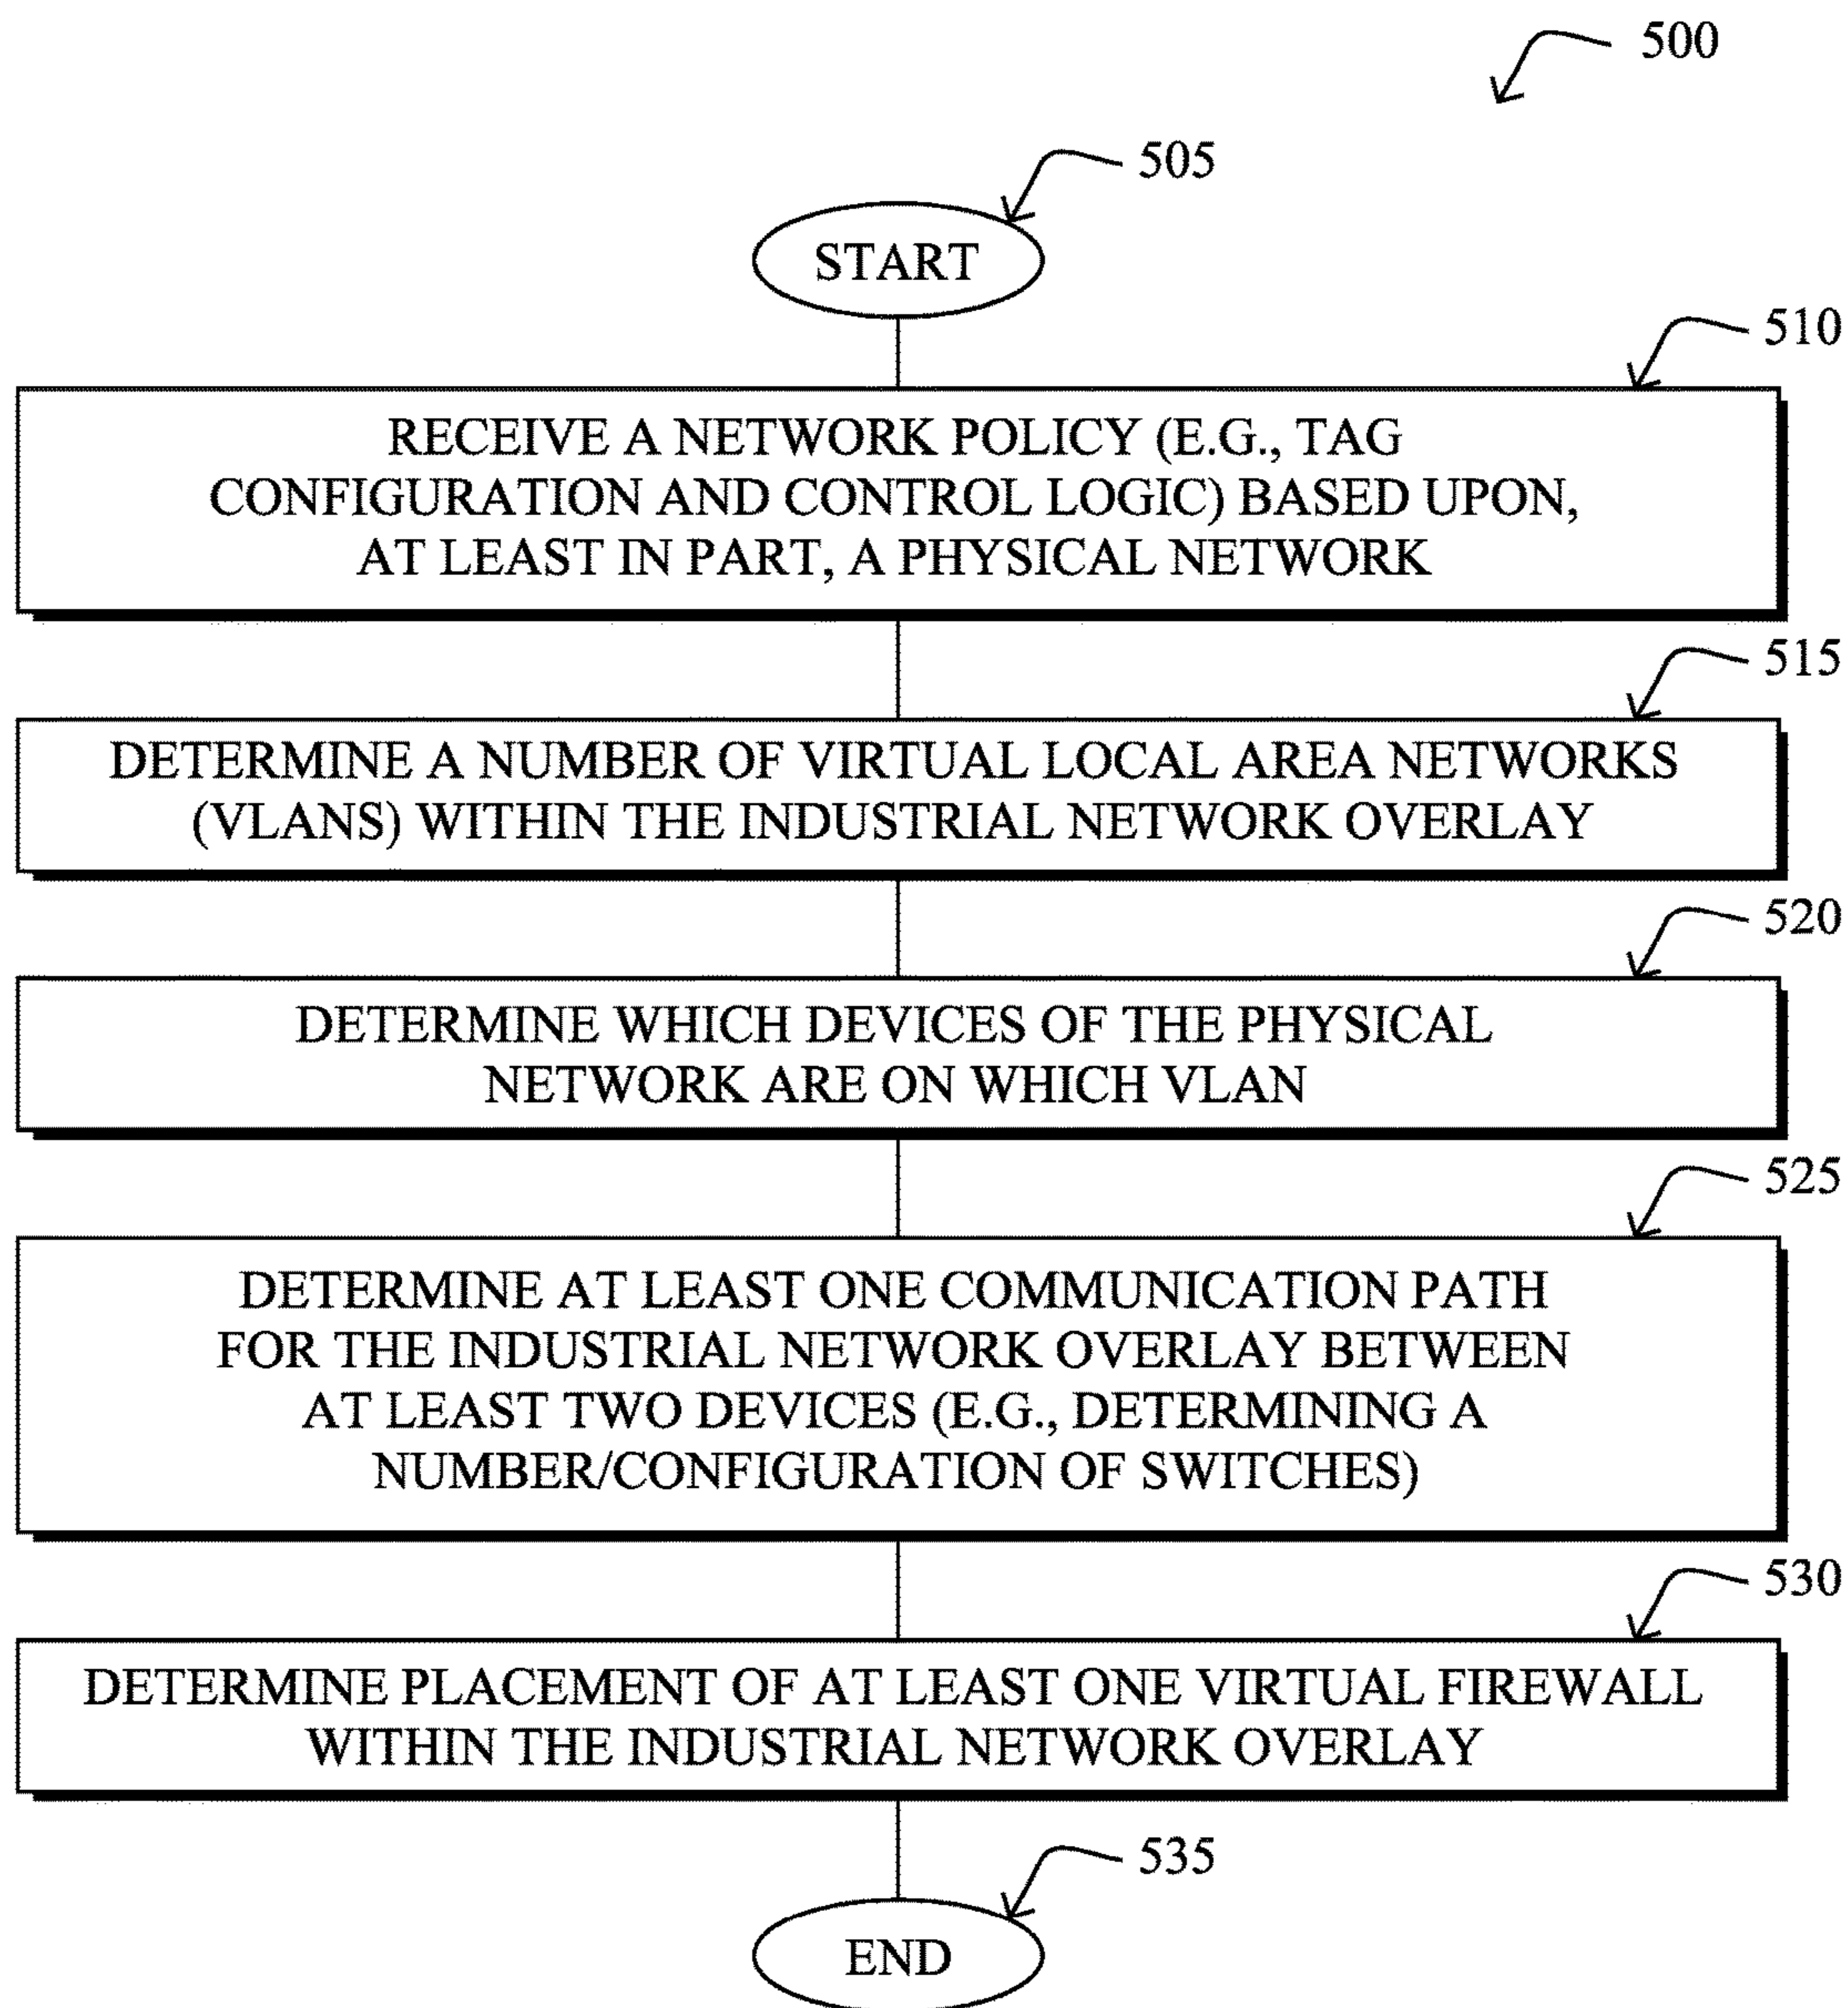 500
505
START
510
RECEIVE A NETWORK POLICY (E.G., TAG
CONFIGURATION AND CONTROL LOGIC) BASED UPON,
AT LEAST IN PART, A PHYSICAL NETWORK
515
DETERMINE A NUMBER OF VIRTUAL LOCAL AREA NETWORKS
(VLANS) WITHIN THE INDUSTRIAL NETWORK OVERLAY
520
DETERMINE WHICH DEVICES OF THE PHYSICAL
NETWORK ARE ON WHICH VLAN
525
DETERMINE AT LEAST ONE COMMUNICATION PATH
FOR THE INDUSTRIAL NETWORK OVERLAY BETWEEN
AT LEAST TWO DEVICES (E.G., DETERMINING A
NUMBER/CONFIGURATION OF SWITCHES)
530
DETERMINE PLACEMENT OF AT LEAST ONE VIRTUAL FIREWALL
WITHIN THE INDUSTRIAL NETWORK OVERLAY
535
END